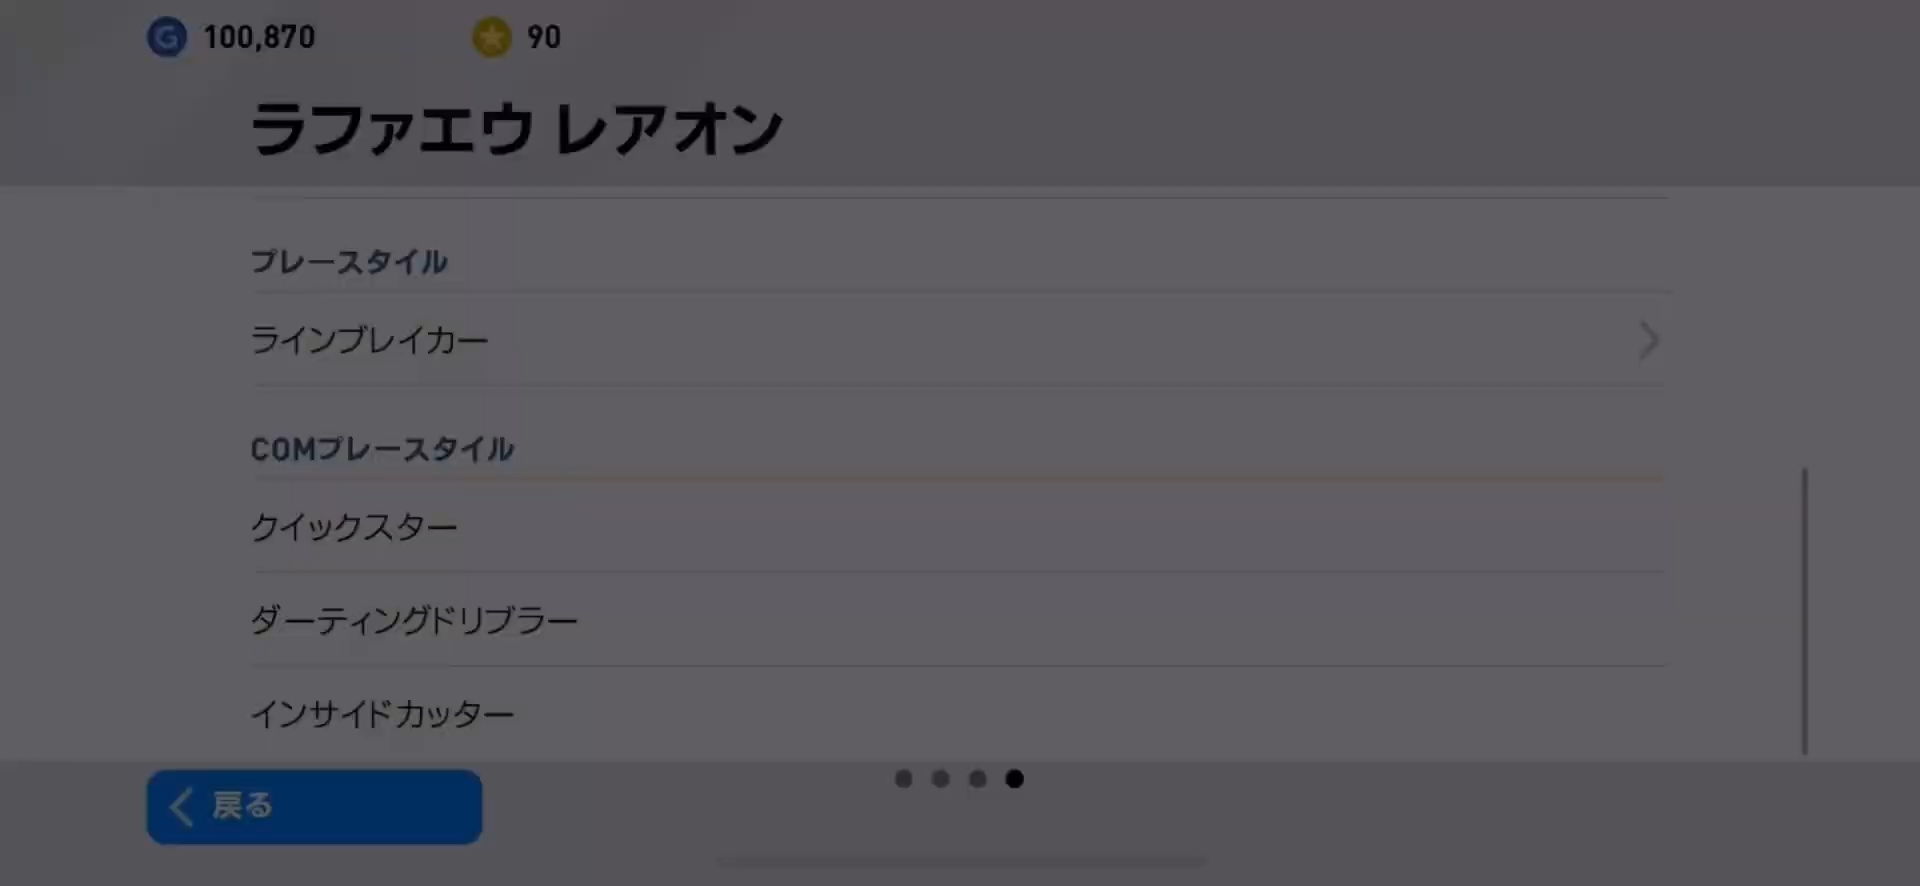 G 100,870 90
ラファエウ レアオン
プレースタイル
ラインブレイカー
COMプレースタイル
クイックスター
ダーティングドリブラー
インサイドカッター
戻る